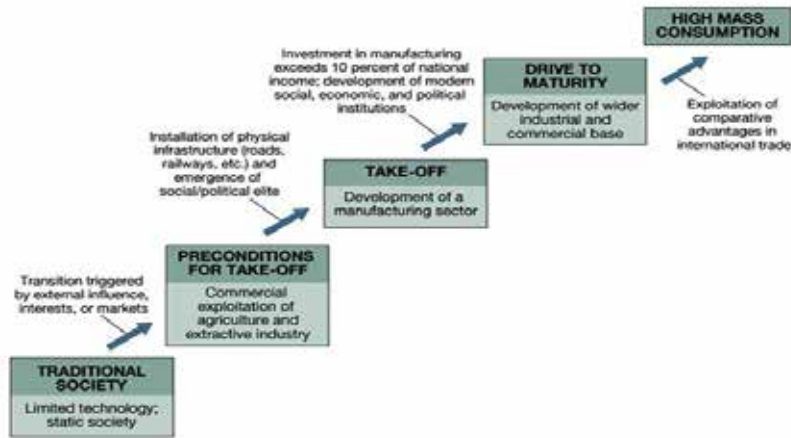 HIGH MASS
CONSUMPTION
Exploitation of
comparative
advantages in
international trade
DRIVE TO
MATURITY
Development of wider
industrial and
commercial base
Investment in manufacturing
exceeds 10 percent of national
income; development of modern
social, economic, and political
institutions
TAKE-OFF
Development of a
manufacturing sector
Installation of physical
infrastructure (roads,
railways, etc.) and
emergence of
social/political elite
PRECONDITIONS
FOR TAKE-OFF
Commercial
exploitation of
agriculture and
extractive industry
Transition triggered
by external influence,
interests, or markets
TRADITIONAL
SOCIETY
Limited technology;
static society